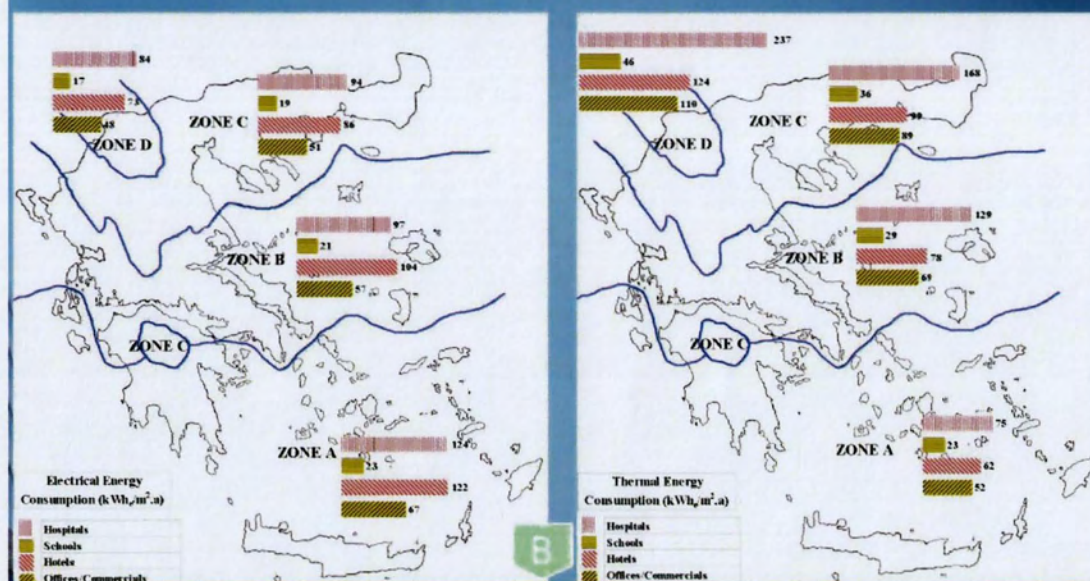 84
17
73
48
ZONE D
94
19
ZONE C
86
51
97
21
ZONE B
104
57
ZONE C
124
ZONE A
23
122
67
Electrical Energy
Consumption (kWhₑ/m².a)
Hospitals
Schools
Hotels
Offices/Commercials
B
237
46
124
110
ZONE D
168
36
ZONE C
90
89
129
29
ZONE B
78
69
ZONE C
75
ZONE A
23
62
52
Thermal Energy
Consumption (kWhₑ/m².a)
Hospitals
Schools
Hotels
Offices/Commercials